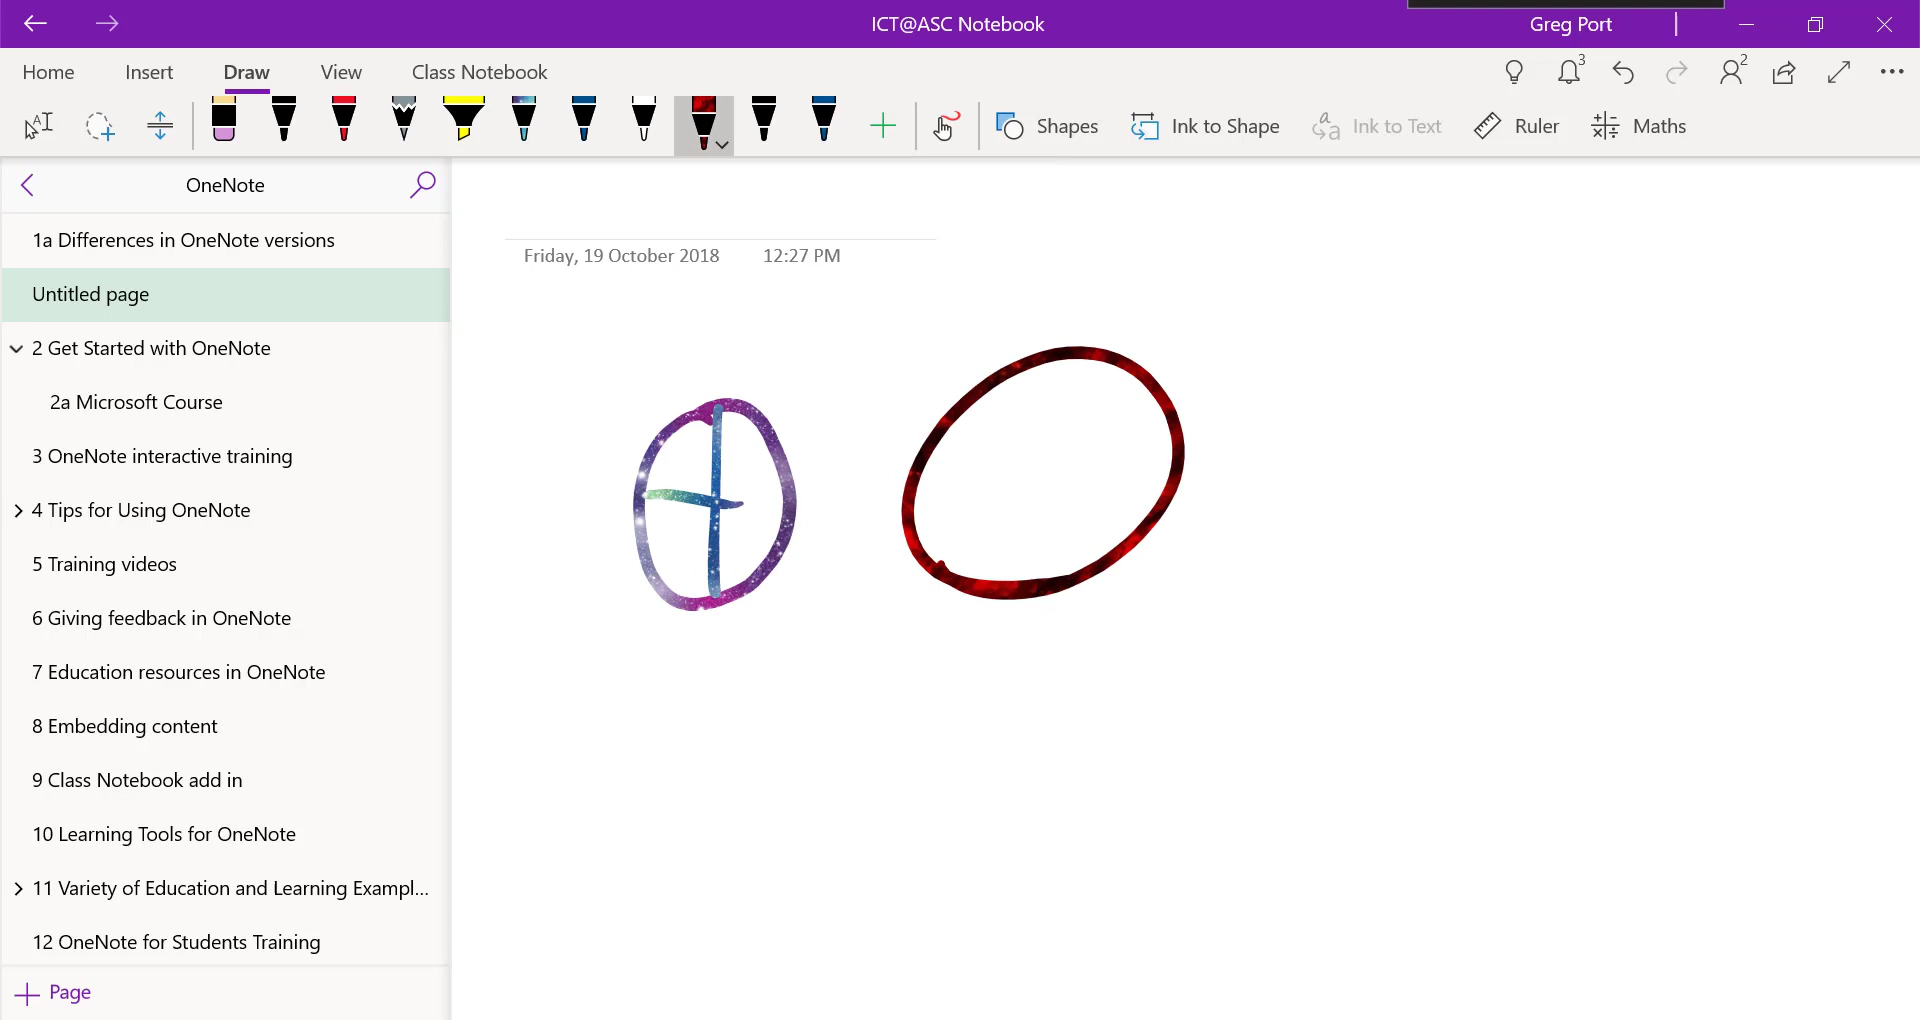 ICT@ASC Notebook
Greg Port
Home Insert Draw View Class Notebook
3 2
Shapes Ink to Shape Ink to Text Ruler Maths
OneNote
1a Differences in OneNote versions
Untitled page
2 Get Started with OneNote
2a Microsoft Course
3 OneNote interactive training
4 Tips for Using OneNote
5 Training videos
6 Giving feedback in OneNote
7 Education resources in OneNote
8 Embedding content
9 Class Notebook add in
10 Learning Tools for OneNote
11 Variety of Education and Learning Exampl...
12 OneNote for Students Training
Page
Friday, 19 October 2018 12:27 PM